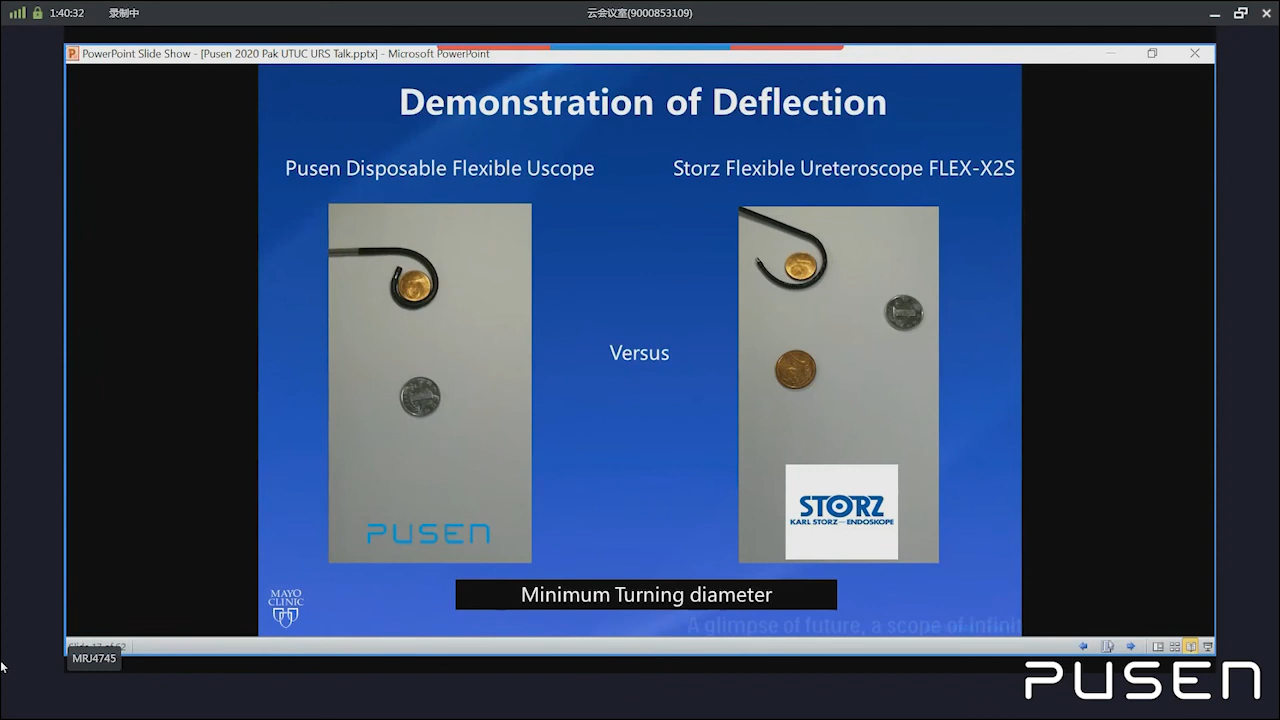 1:40:32 录制中 云会议室(9000853109)
PowerPoint Slide Show - [Pusen 2020 Pak UTUC URS Talk.pptx] - Microsoft PowerPoint
Demonstration of Deflection
Pusen Disposable Flexible Uscope
Storz Flexible Ureteroscope FLEX-X2S
Versus
PUSEN
STORZ
KARL STORZ — ENDOSKOPE
Minimum Turning diameter
MAYO
CLINIC
A glimpse of future, a scope of infini
MRJ4745
PUSEN